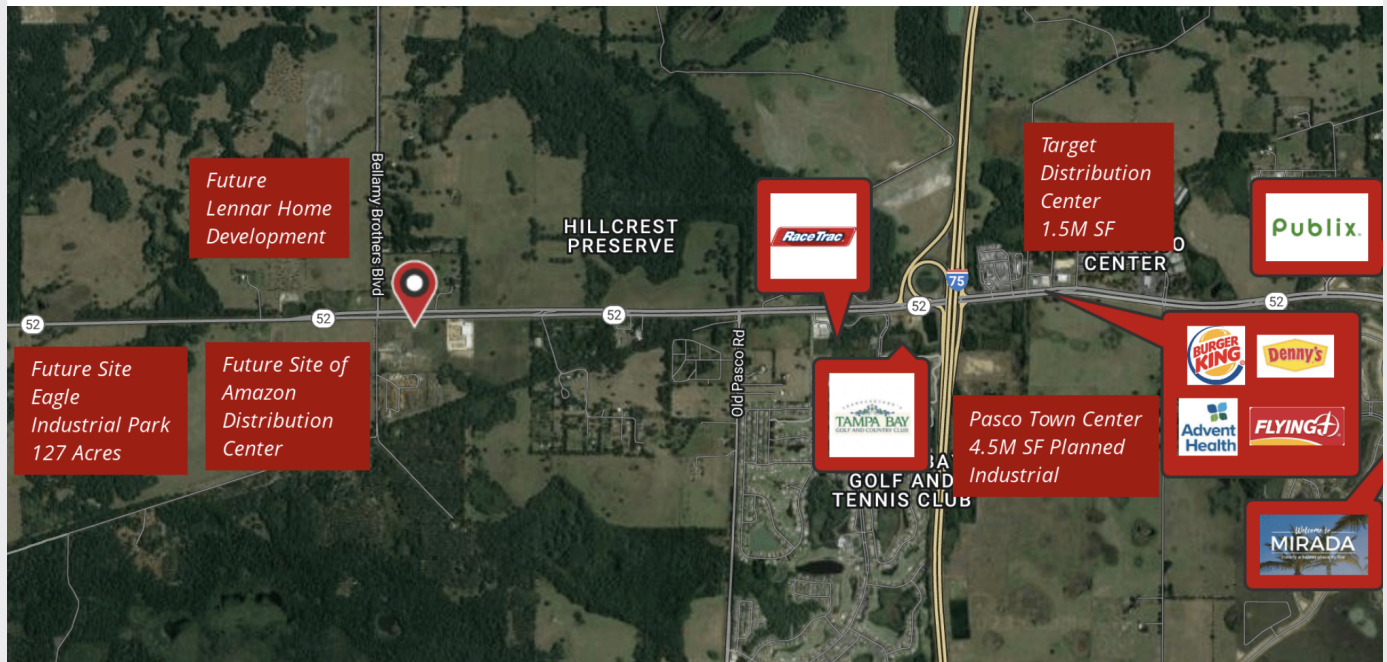 Future
Lennar Home
Development
Bellamy Brothers Blvd
HILLCREST
PRESERVE
RaceTrac
Target
Distribution
Center
1.5M SF
CENTER
Publix
75
52
52
52
52
52
Future Site
Eagle
Industrial Park
127 Acres
Future Site of
Amazon
Distribution
Center
Old Pasco Rd
TAMPA BAY
GOLF AND COUNTRY CLUB
GOLF AND
TENNIS CLUB
Pasco Town Center
4.5M SF Planned
Industrial
BURGER
KING
Denny's
Advent
Health
FLYING J
Welcome to
MIRADA